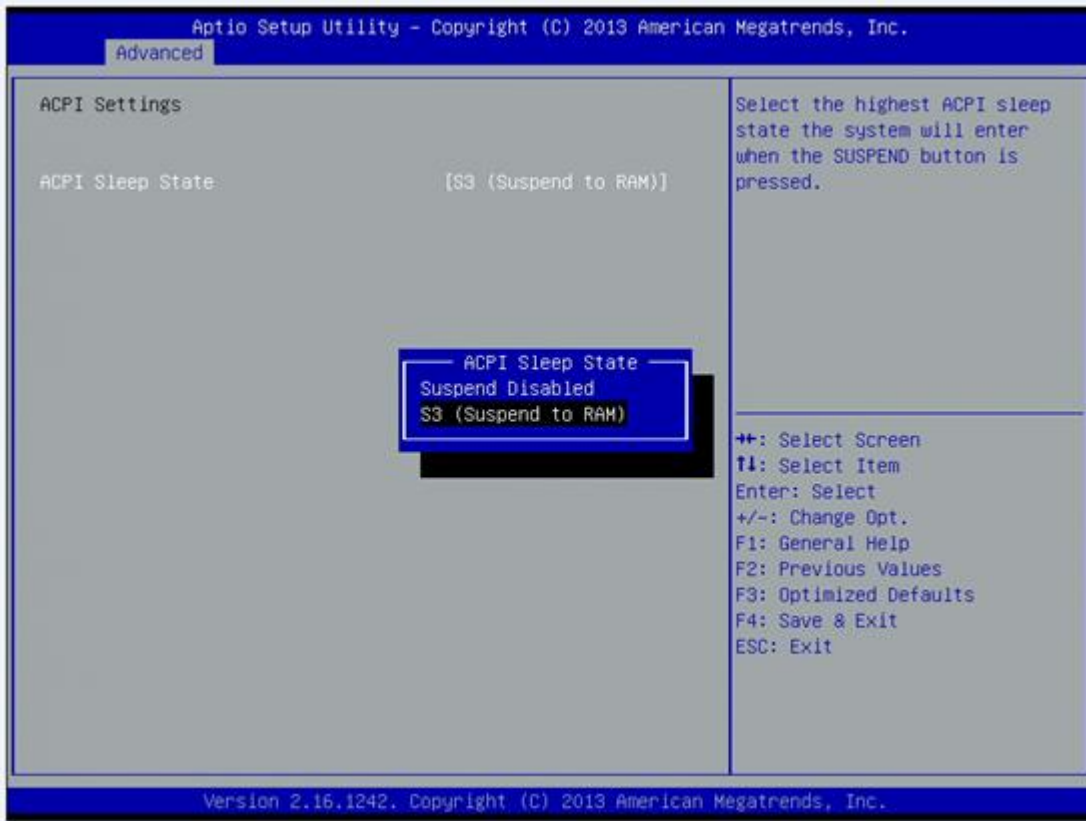 Aptio Setup Utility – Copyright (C) 2013 American Megatrends, Inc.
Advanced
ACPI Settings
ACPI Sleep State [S3 (Suspend to RAM)]
Select the highest ACPI sleep
state the system will enter
when the SUSPEND button is
pressed.
ACPI Sleep State
Suspend Disabled
S3 (Suspend to RAM)
→←: Select Screen
↑↓: Select Item
Enter: Select
+/-: Change Opt.
F1: General Help
F2: Previous Values
F3: Optimized Defaults
F4: Save & Exit
ESC: Exit
Version 2.16.1242. Copyright (C) 2013 American Megatrends, Inc.